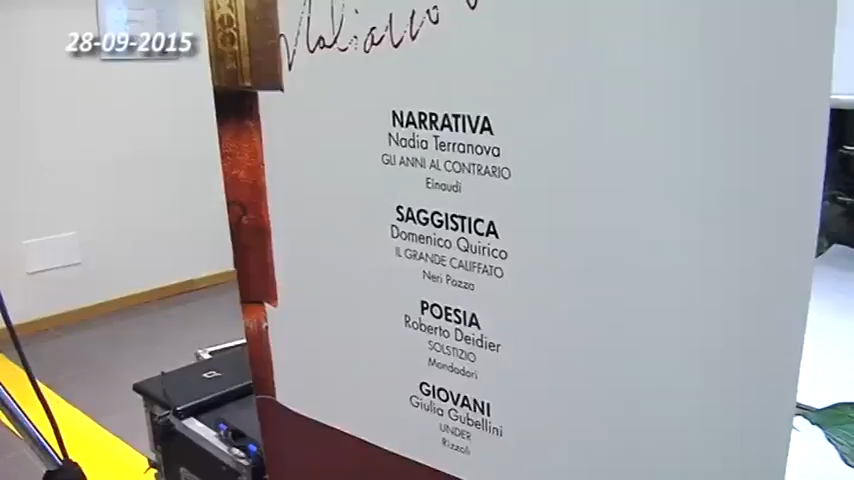 28-09-2015
NARRATIVA
Nadia Terranova
GLI ANNI AL CONTRARIO
Einaudi
SAGGISTICA
Domenico Quirico
IL GRANDE CALIFFATO
Neri Pozza
POESIA
Roberto Deidier
SOLSTIZIO
Mondadori
GIOVANI
Giulia Gubellini
UNDER
Rizzoli